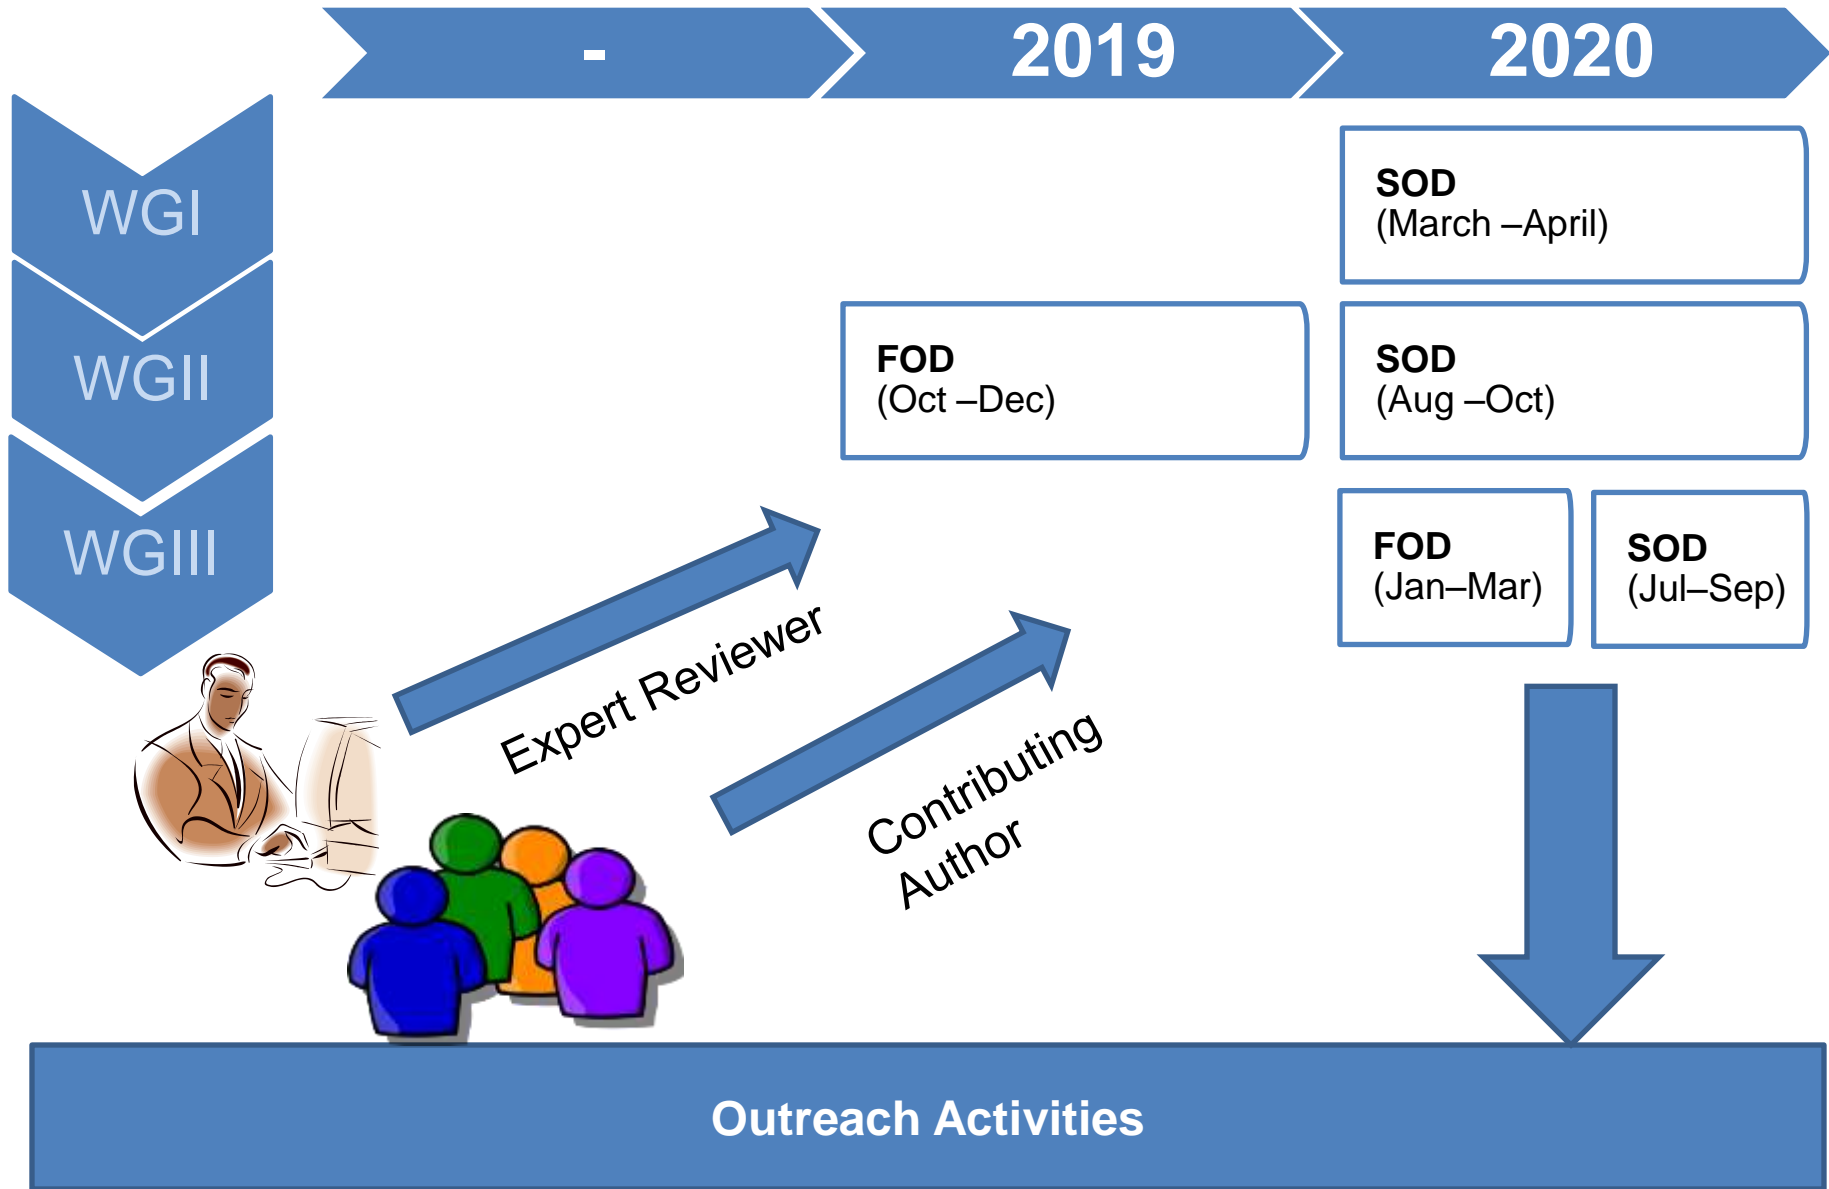 -
2019
2020
WGI
SOD
(March –April)
WGII
FOD
(Oct –Dec)
SOD
(Aug –Oct)
WGIII
FOD
(Jan–Mar)
SOD
(Jul–Sep)
Expert Reviewer
Contributing
Author
Outreach Activities